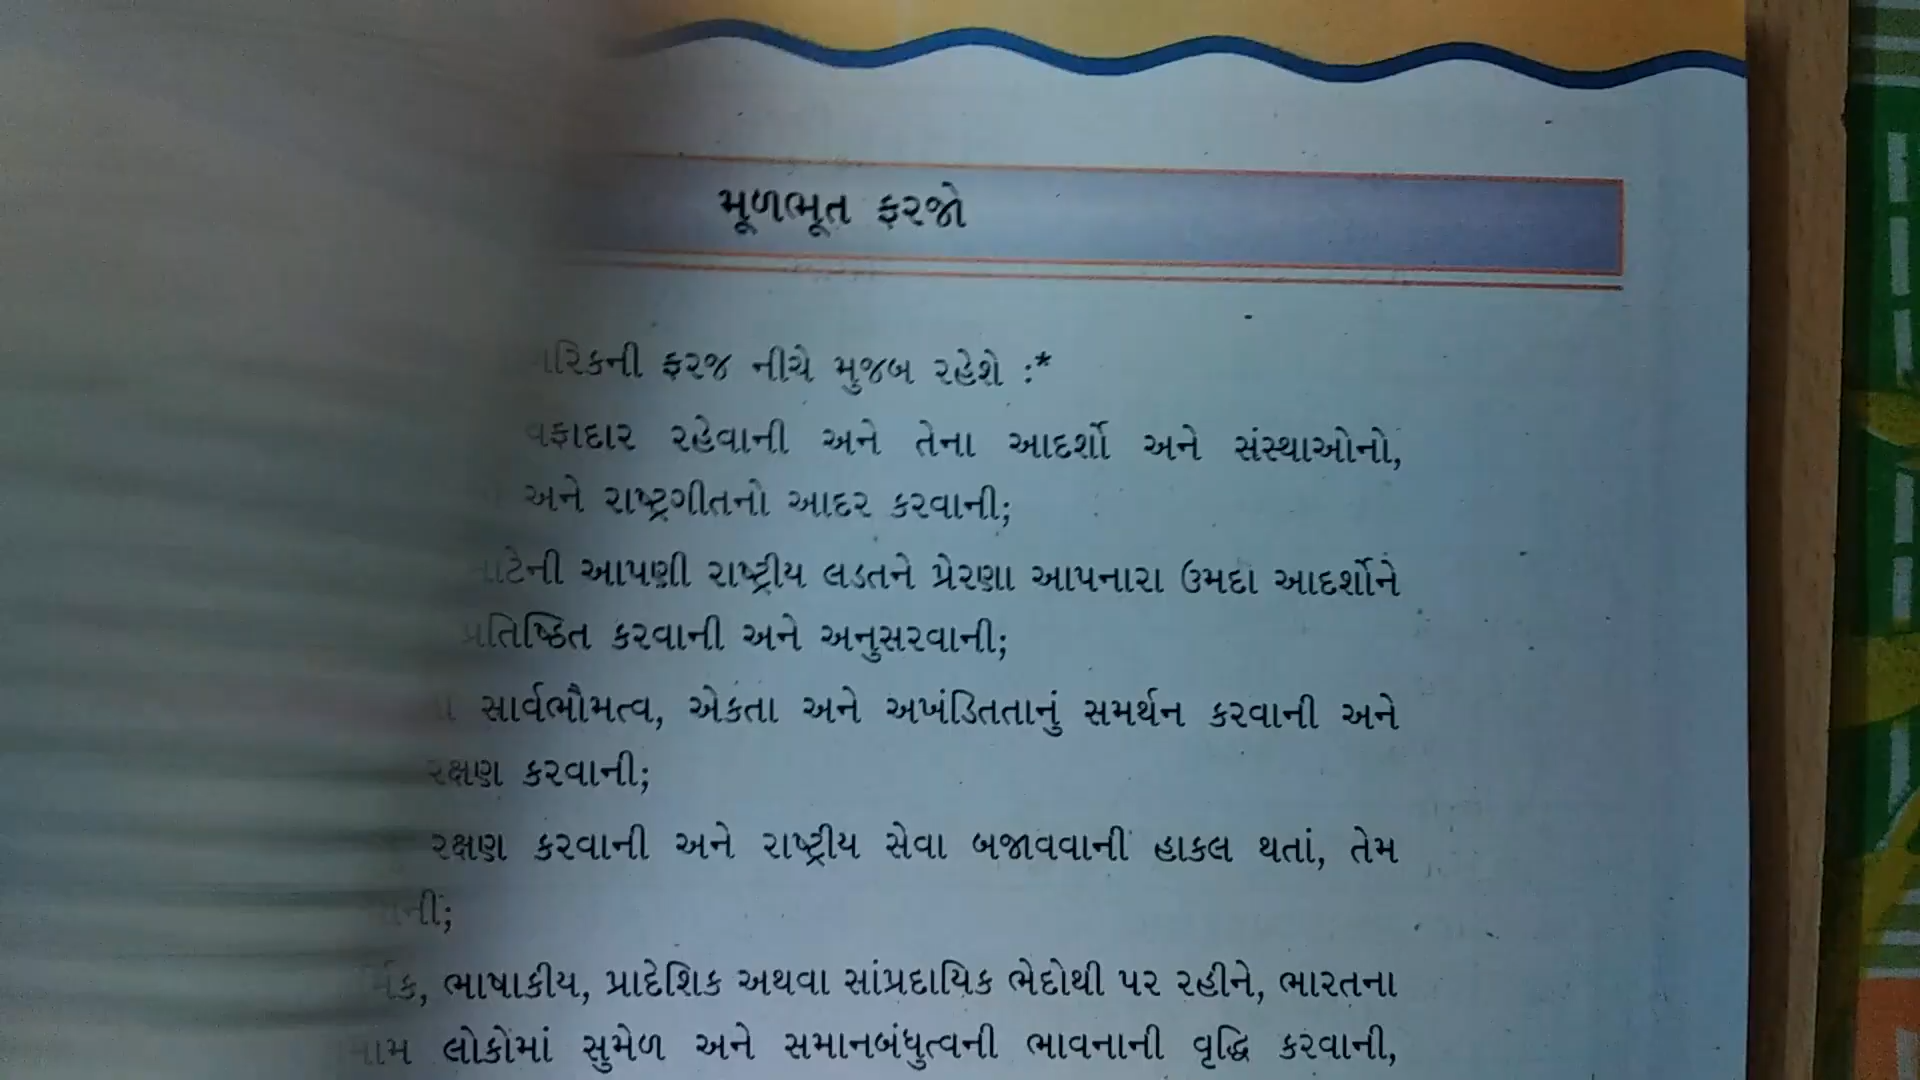 મૂળભૂત ફરજો
ફરજ નીચે મુજબ રહેશે :*
વફાદાર રહેવાની અને તેના આદર્શો અને સંસ્થાઓનો,
અને રાષ્ટ્રગીતનો આદર કરવાની;
આપણી રાષ્ટ્રીય લડતને પ્રેરણા આપનારા ઉમદા આદર્શોને
પ્રતિષ્ઠિત કરવાની અને અનુસરવાની;
સાર્વભૌમત્વ, એકતા અને અખંડિતતાનું સમર્થન કરવાની અને
રક્ષણ કરવાની;
રક્ષણ કરવાની અને રાષ્ટ્રીય સેવા બજાવવાની હાકલ થતાં, તેમ
ભાષાકીય, પ્રાદેશિક અથવા સાંપ્રદાયિક ભેદોથી પર રહીને, ભારતના
લોકોમાં સુમેળ અને સમાનબંધુત્વની ભાવનાની વૃદ્ધિ કરવાની,